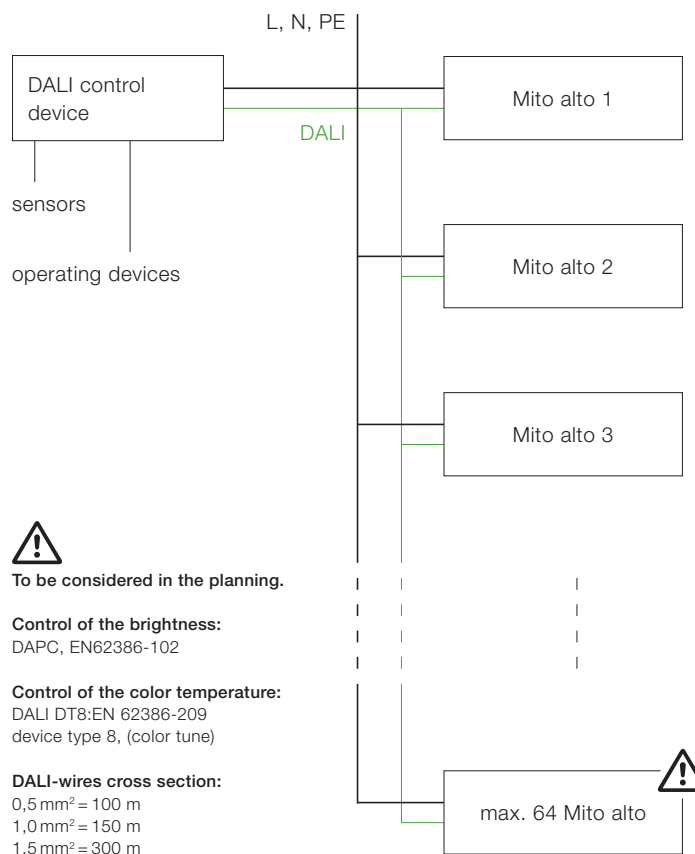 L, N, PE
DALI control
device
Mito alto 1
DALI
sensors
operating devices
Mito alto 2
Mito alto 3
To be considered in the planning.
Control of the brightness:
DAPC, EN62386-102
Control of the color temperature:
DALI DT8:EN 62386-209
device type 8, (color tune)
DALI-wires cross section:
0,5 mm² = 100 m
1,0 mm² = 150 m
1,5 mm² = 300 m
max. 64 Mito alto